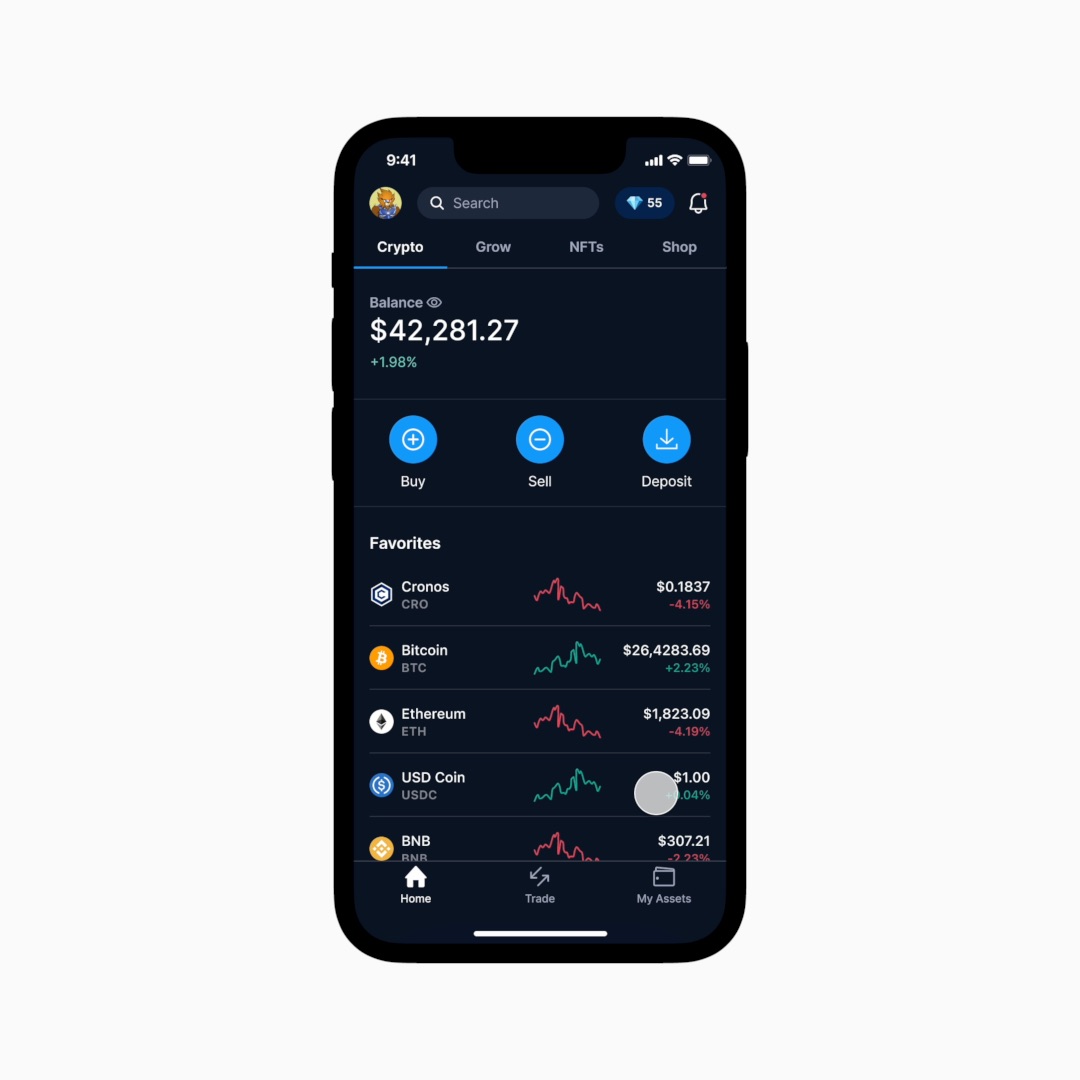 9:41
Search
55
Crypto Grow NFTs Shop
Balance
$42,281.27
+1.98%
Buy Sell Deposit
Favorites
Cronos $0.1837
CRO -4.15%
Bitcoin $26,4283.69
BTC +2.23%
Ethereum $1,823.09
ETH -4.19%
USD Coin $1.00
USDC +0.04%
BNB $307.21
BNB -2.23%
Home Trade My Assets